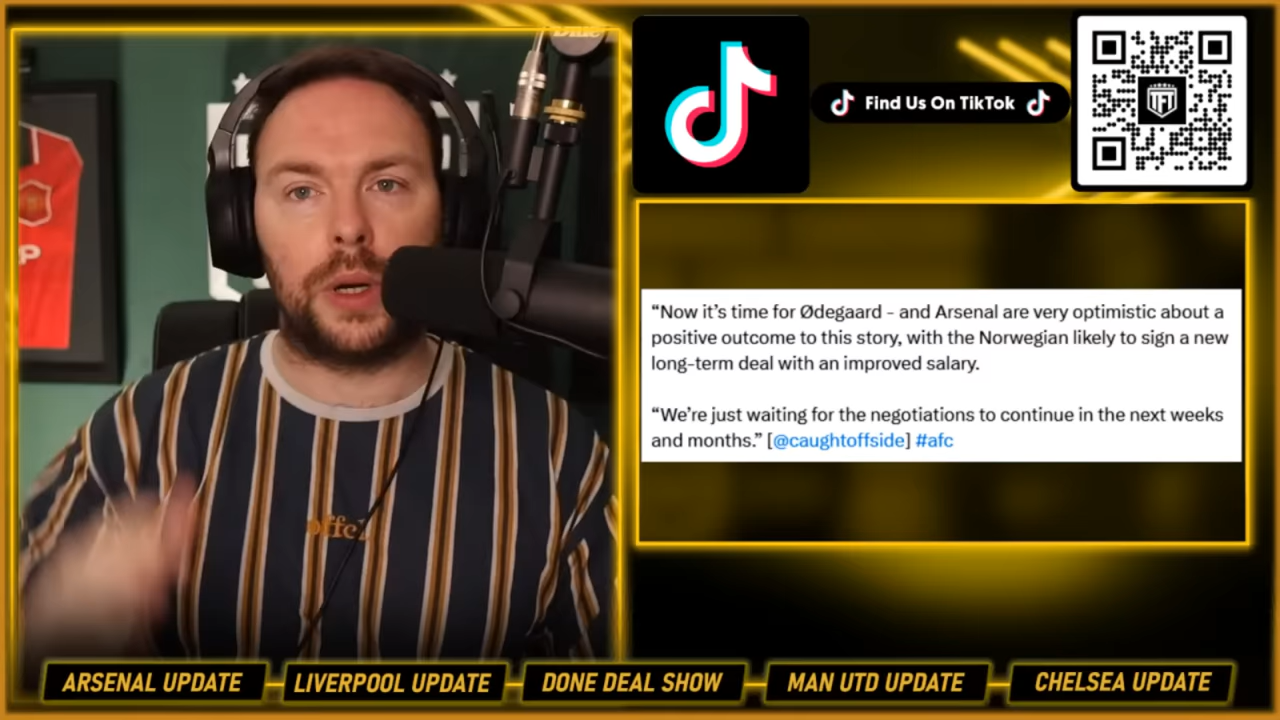 Find Us On TikTok
“Now it’s time for Ødegaard - and Arsenal are very optimistic about a
positive outcome to this story, with the Norwegian likely to sign a new
long-term deal with an improved salary.
“We’re just waiting for the negotiations to continue in the next weeks
and months.” [@caughtoffside] #afc
ARSENAL UPDATE
LIVERPOOL UPDATE
DONE DEAL SHOW
MAN UTD UPDATE
CHELSEA UPDATE